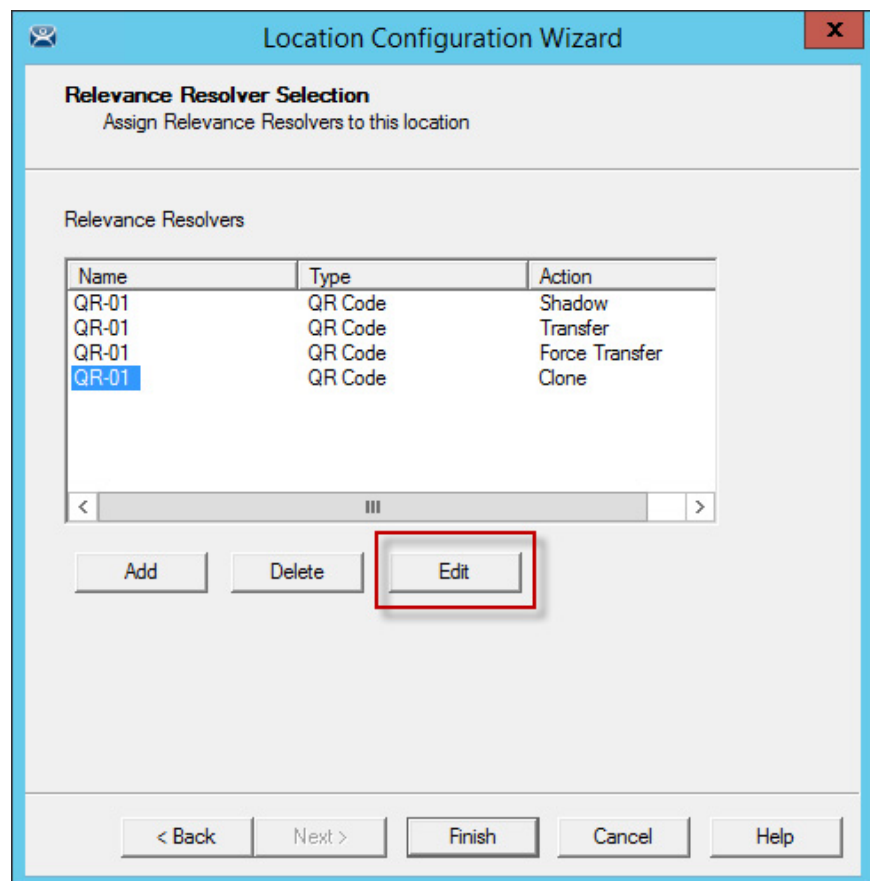 Location Configuration Wizard
x
Relevance Resolver Selection
Assign Relevance Resolvers to this location
Relevance Resolvers
Name Type Action
QR-01 QR Code Shadow
QR-01 QR Code Transfer
QR-01 QR Code Force Transfer
QR-01 QR Code Clone
Add Delete Edit
< Back Next > Finish Cancel Help